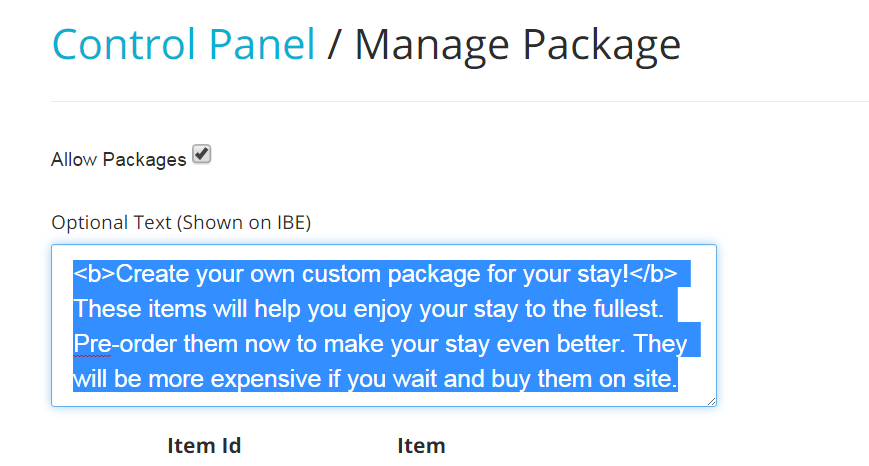 Control Panel / Manage Package
Allow Packages
Optional Text (Shown on IBE)
<b>Create your own custom package for your stay!</b>
These items will help you enjoy your stay to the fullest.
Pre-order them now to make your stay even better. They
will be more expensive if you wait and buy them on site.
Item Id Item